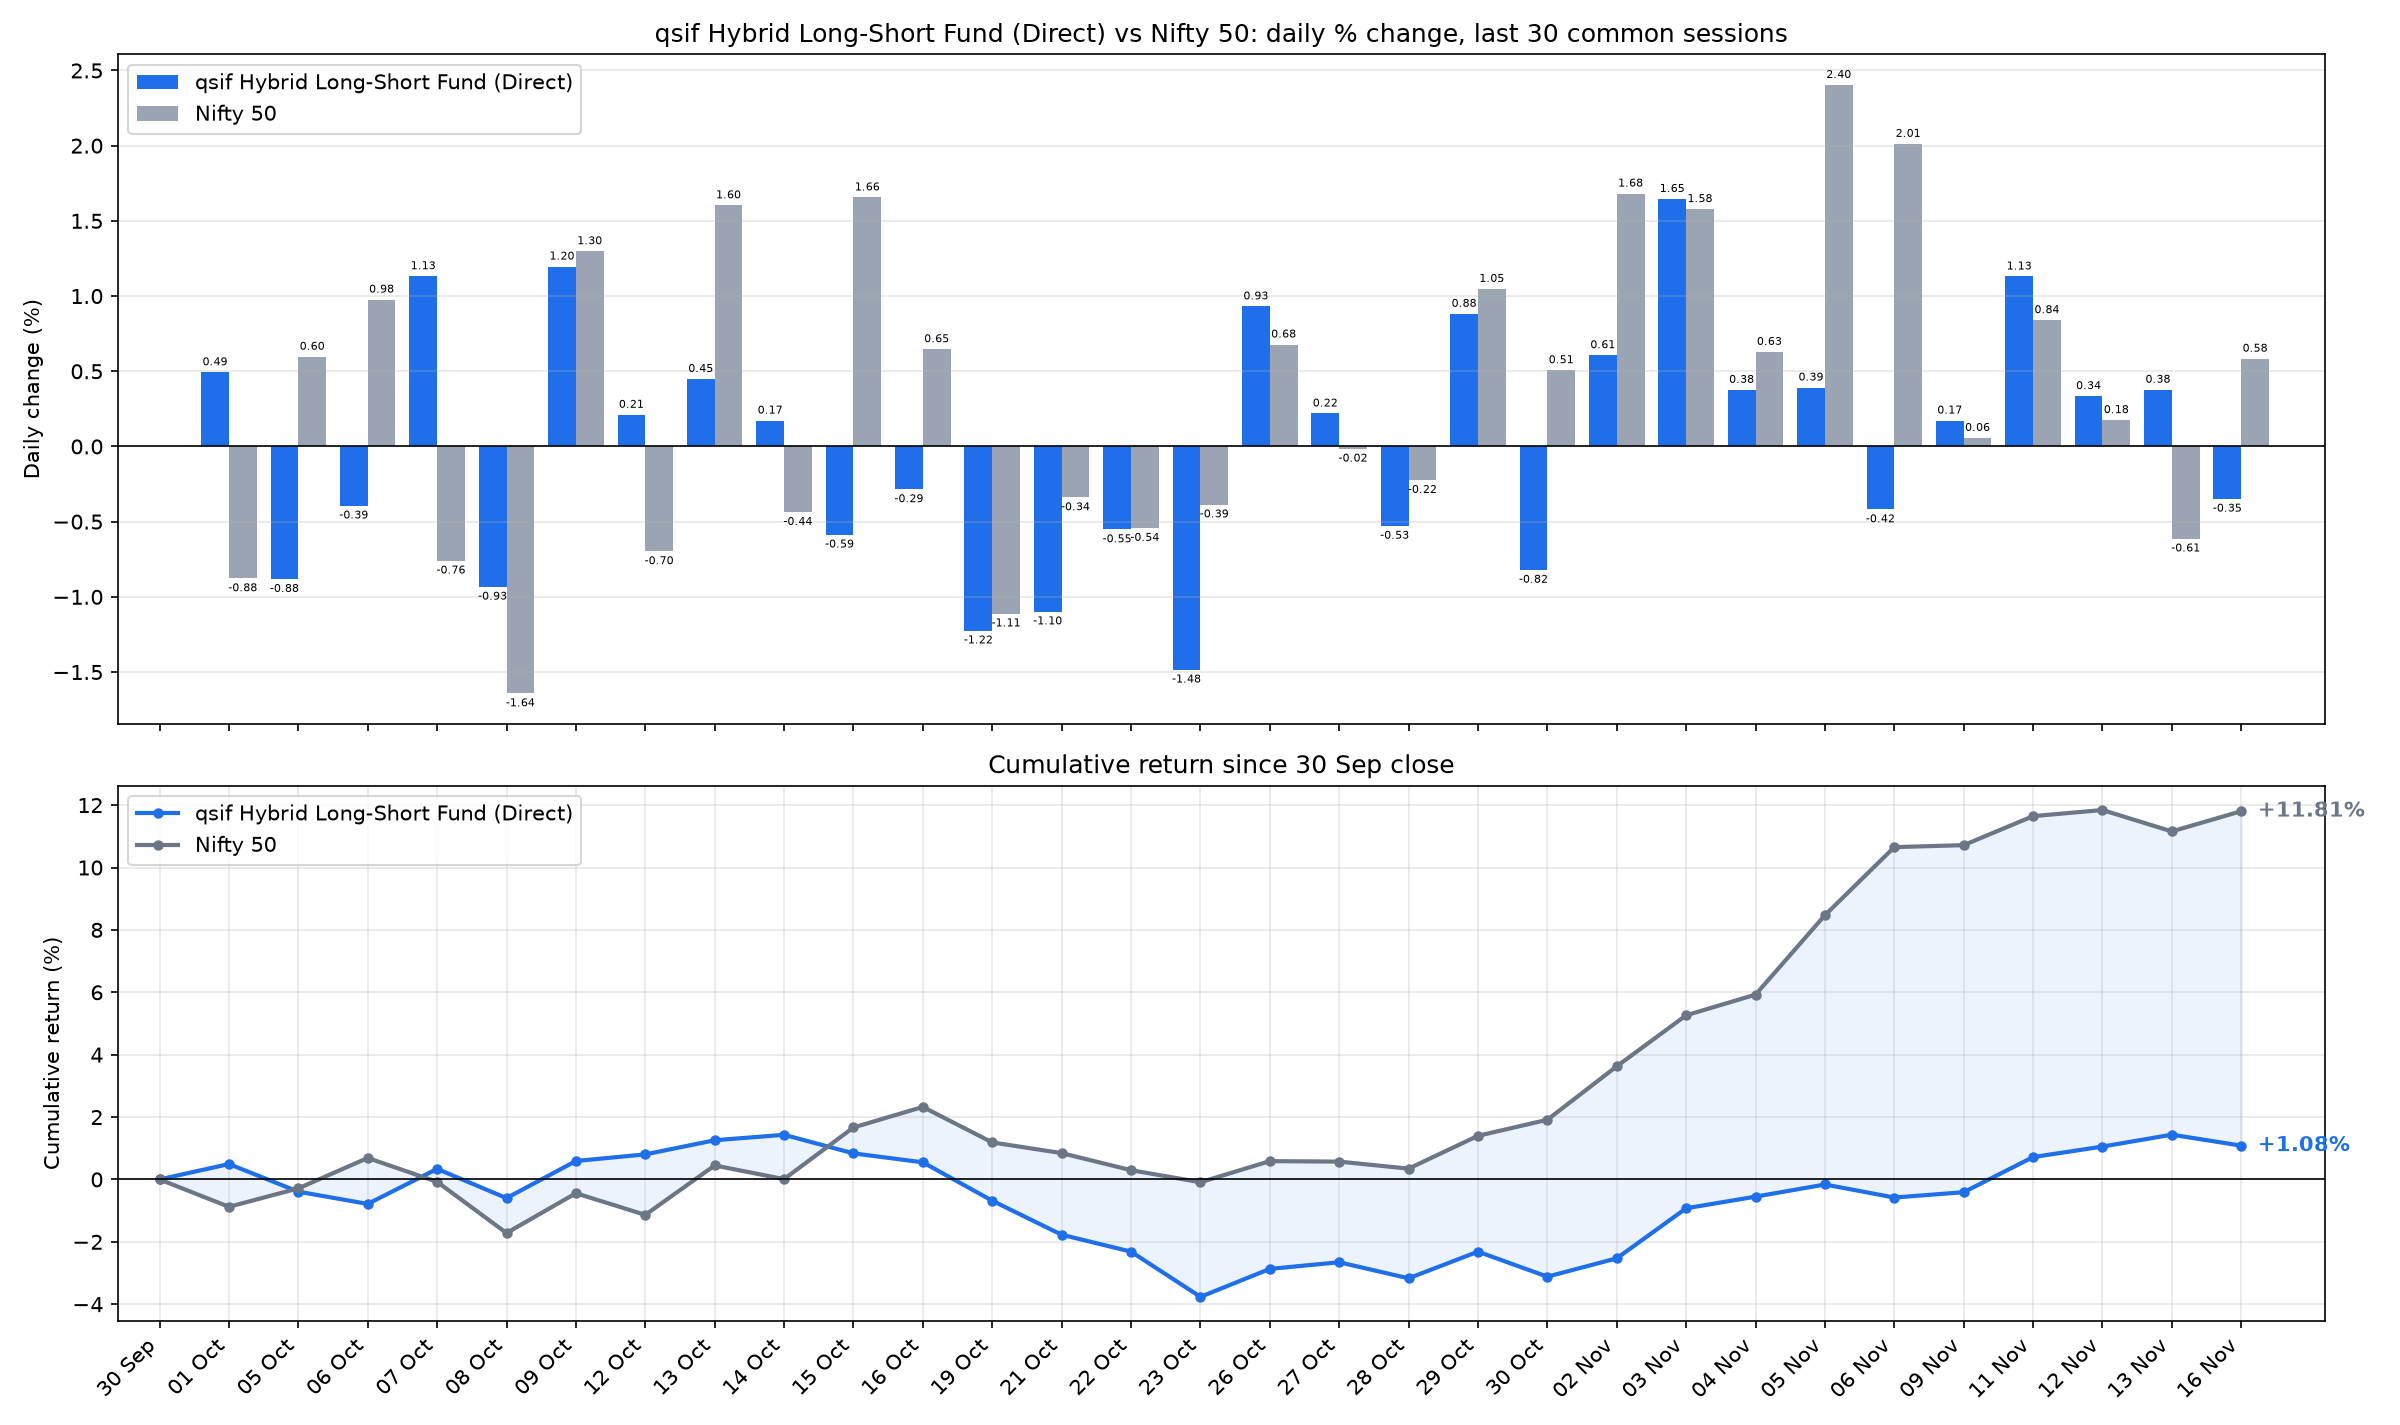 qsif Hybrid Long-Short Fund (Direct) vs Nifty 50: daily % change, last 30 common sessions
qsif Hybrid Long-Short Fund (Direct)
Nifty 50
Daily change (%)
2.5
2.0
1.5
1.0
0.5
0.0
−0.5
−1.0
−1.5
0.49
-0.88
-0.88
0.60
-0.39
0.98
1.13
-0.76
-0.93
-1.64
1.20
1.30
0.21
-0.70
0.45
1.60
0.17
-0.44
-0.59
1.66
-0.29
0.65
-1.22
-1.11
-1.10
-0.34
-0.55
-0.54
-1.48
-0.39
0.93
0.68
0.22
-0.02
-0.53
-0.22
0.88
1.05
-0.82
0.51
0.61
1.68
1.65
1.58
0.38
0.63
0.39
2.40
-0.42
2.01
0.17
0.06
1.13
0.84
0.34
0.18
0.38
-0.61
-0.35
0.58
Cumulative return since 30 Sep close
qsif Hybrid Long-Short Fund (Direct)
Nifty 50
Cumulative return (%)
12
10
8
6
4
2
0
−2
−4
+11.81%
+1.08%
30 Sep
01 Oct
05 Oct
06 Oct
07 Oct
08 Oct
09 Oct
12 Oct
13 Oct
14 Oct
15 Oct
16 Oct
19 Oct
21 Oct
22 Oct
23 Oct
26 Oct
27 Oct
28 Oct
29 Oct
30 Oct
02 Nov
03 Nov
04 Nov
05 Nov
06 Nov
09 Nov
11 Nov
12 Nov
13 Nov
16 Nov